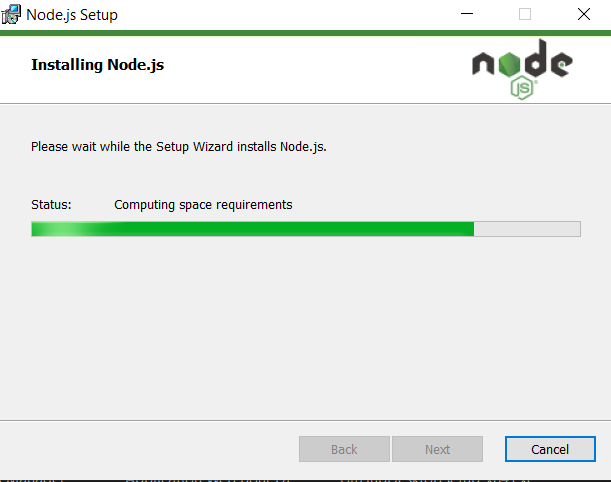 Node.js Setup
Installing Node.js
node
JS
Please wait while the Setup Wizard installs Node.js.
Status: Computing space requirements
Back Next Cancel